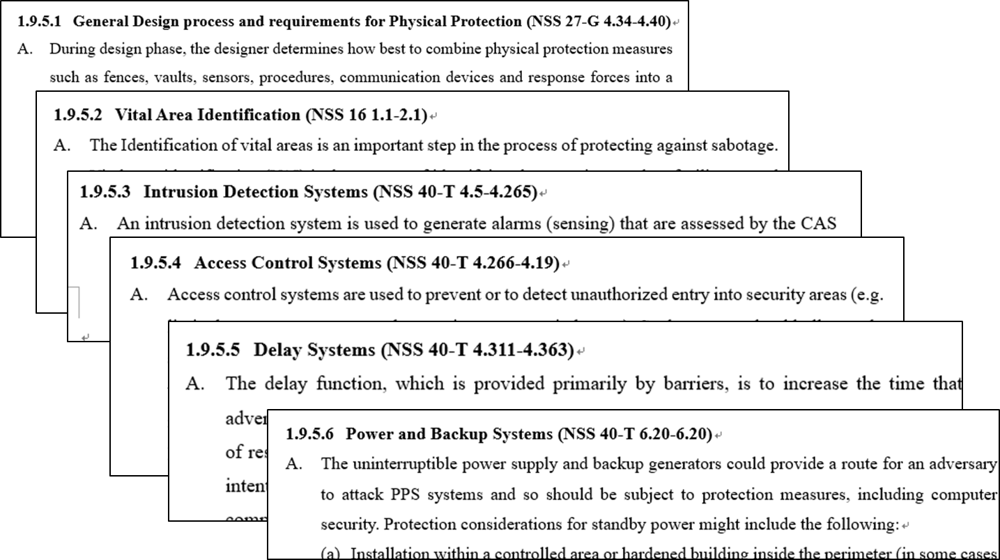 1.9.5.1 General Design process and requirements for Physical Protection (NSS 27-G 4.34-4.40)
A. During design phase, the designer determines how best to combine physical protection measures
such as fences, vaults, sensors, procedures, communication devices and response forces into a
1.9.5.2 Vital Area Identification (NSS 16 1.1-2.1)
A. The Identification of vital areas is an important step in the process of protecting against sabotage.
1.9.5.3 Intrusion Detection Systems (NSS 40-T 4.5-4.265)
A. An intrusion detection system is used to generate alarms (sensing) that are assessed by the CAS
1.9.5.4 Access Control Systems (NSS 40-T 4.266-4.19)
A. Access control systems are used to prevent or to detect unauthorized entry into security areas (e.g.
1.9.5.5 Delay Systems (NSS 40-T 4.311-4.363)
A. The delay function, which is provided primarily by barriers, is to increase the time that
of
1.9.5.6 Power and Backup Systems (NSS 40-T 6.20-6.20)
A. The uninterruptible power supply and backup generators could provide a route for an adversary
to attack PPS systems and so should be subject to protection measures, including computer
security. Protection considerations for standby power might include the following:
(a) Installation within a controlled area or hardened building inside the perimeter (in some cases